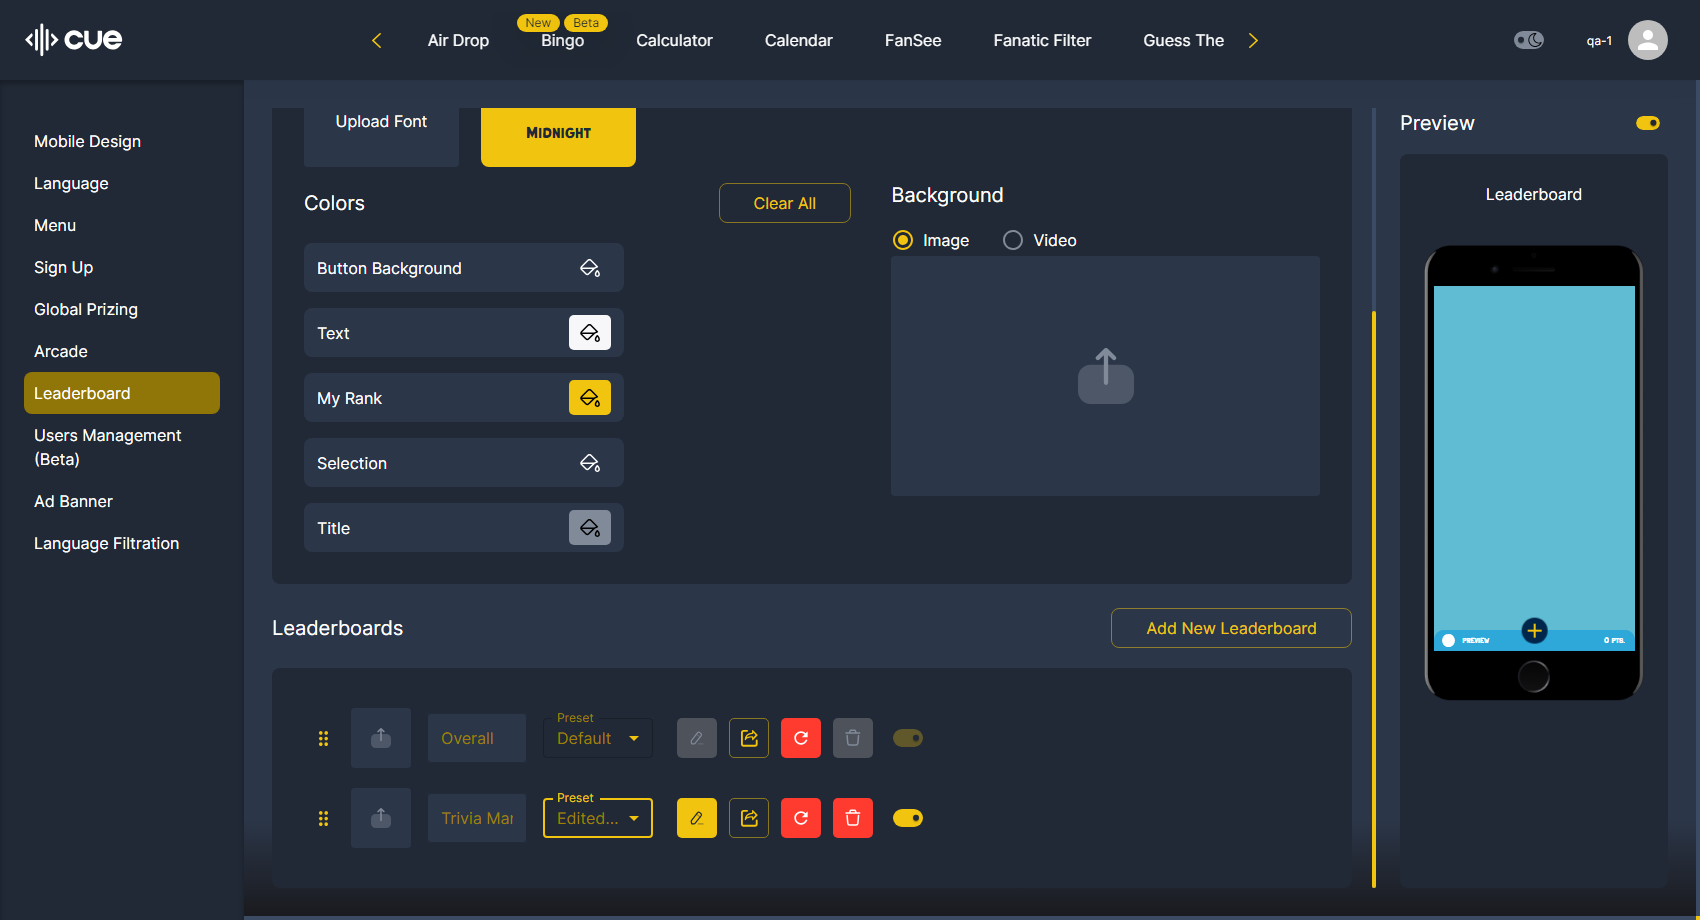 cue
New
Beta
Air Drop
Bingo
Calculator
Calendar
FanSee
Fanatic Filter
Guess The
qa-1
Mobile Design
Language
Menu
Sign Up
Global Prizing
Arcade
Leaderboard
Users Management
(Beta)
Ad Banner
Language Filtration
Upload Font
MIDNIGHT
Colors
Clear All
Button Background
Text
My Rank
Selection
Title
Background
Image
Video
Leaderboards
Add New Leaderboard
Overall
Preset
Default
Trivia Mar
Preset
Edited...
Preview
Leaderboard
PREVIEW
0 PTS.